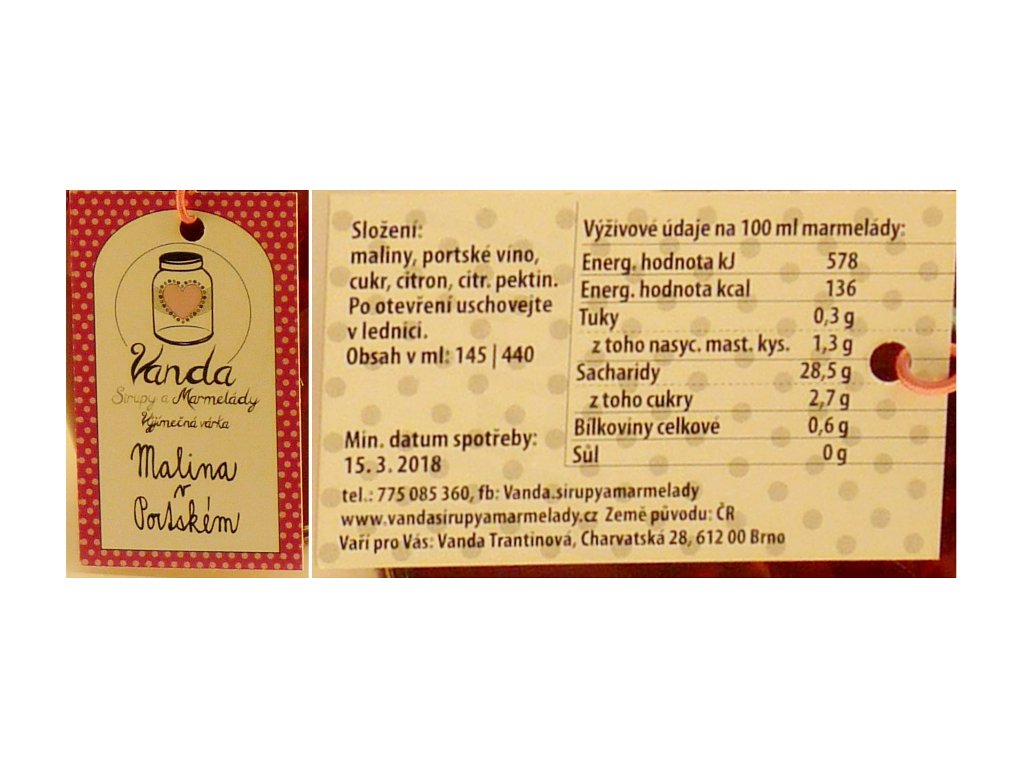 Vanda
Sirupy a Marmelády
Vyjímečná várka
Malina
v
Portském
Složení:
maliny, portské víno,
cukr, citron, citr. pektin.
Po otevření uschovejte
v lednici.
Obsah v ml: 145 | 440
Min. datum spotřeby:
15. 3. 2018
Výživové údaje na 100 ml marmelády:
Energ. hodnota kJ 578
Energ. hodnota kcal 136
Tuky 0,3 g
z toho nasyc. mast. kys. 1,3 g
Sacharidy 28,5 g
z toho cukry 2,7 g
Bílkoviny celkové 0,6 g
Sůl 0 g
tel.: 775 085 360, fb: Vanda.sirupyamarmelady
www.vandasirupyamarmelady.cz Země původu: ČR
Vaří pro Vás: Vanda Trantinová, Charvatská 28, 612 00 Brno